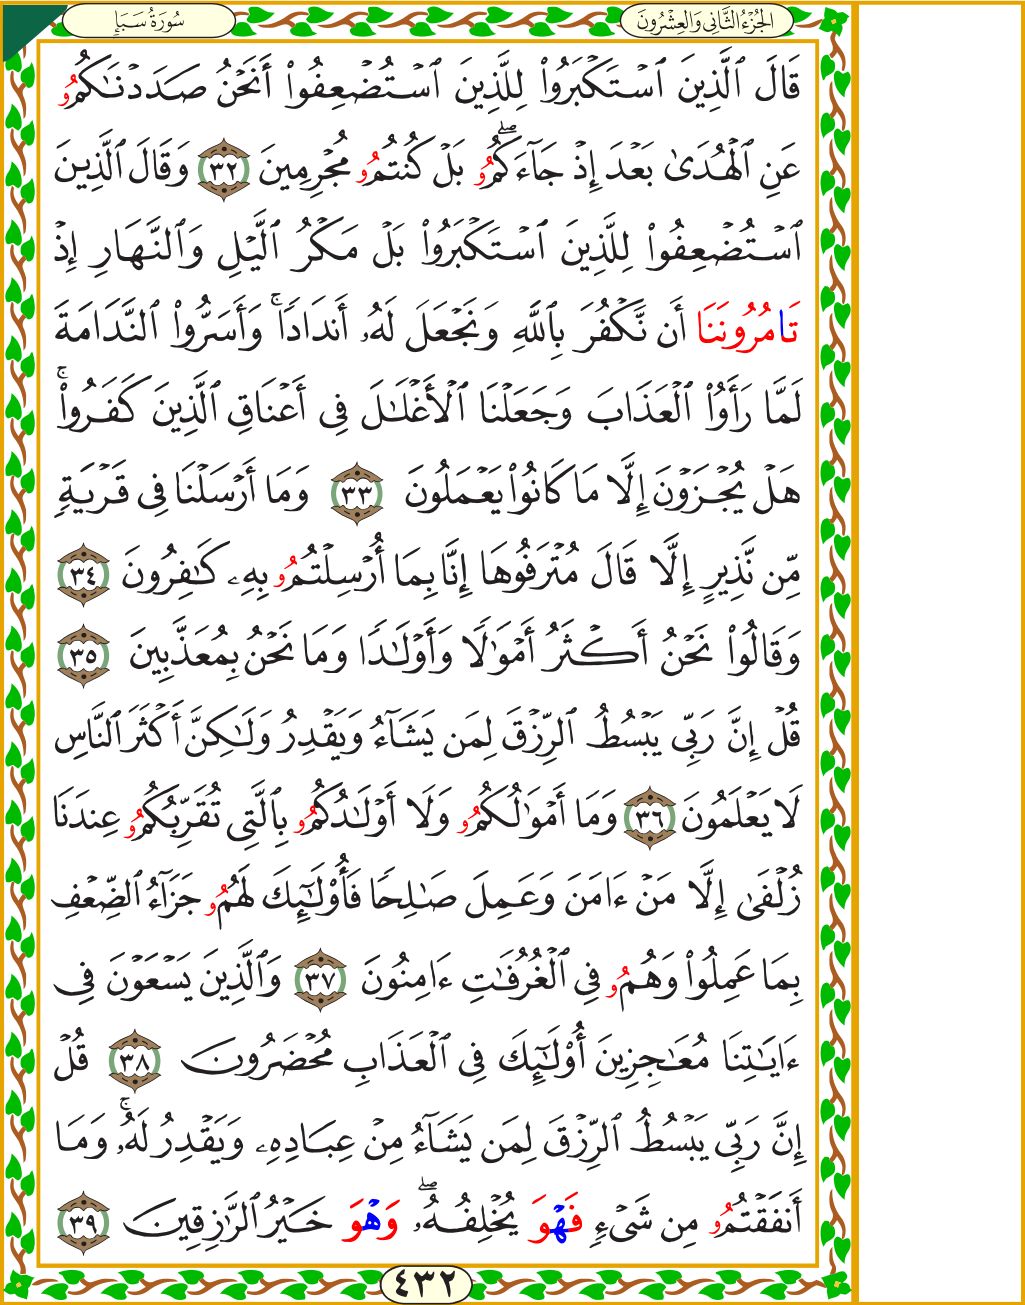 الجُزْءُ الثَّانِي وَالعِشْرُونَ
سُورَةُ سَبَإٍ
قَالَ ٱلَّذِينَ ٱسْتَكْبَرُوا۟ لِلَّذِينَ ٱسْتُضْعِفُوٓا۟ أَنَحْنُ صَدَدْنَٰكُمُۥ
عَنِ ٱلْهُدَىٰ بَعْدَ إِذْ جَآءَكُمُۥۖ بَلْ كُنتُمُۥ مُجْرِمِينَ ٣٢ وَقَالَ ٱلَّذِينَ
ٱسْتُضْعِفُوا۟ لِلَّذِينَ ٱسْتَكْبَرُوا۟ بَلْ مَكْرُ ٱلَّيْلِ وَٱلنَّهَارِ إِذْ
تَامُرُونَنَا أَن نَّكْفُرَ بِٱللَّهِ وَنَجْعَلَ لَهُۥ أَندَادًاۚ وَأَسَرُّوا۟ ٱلنَّدَامَةَ
لَمَّا رَأَوُا۟ ٱلْعَذَابَ وَجَعَلْنَا ٱلْأَغْلَٰلَ فِى أَعْنَاقِ ٱلَّذِينَ كَفَرُوا۟ۚ
هَلْ يُجْزَوْنَ إِلَّا مَا كَانُوا۟ يَعْمَلُونَ ٣٣ وَمَا أَرْسَلْنَا فِى قَرْيَةٍ
مِّن نَّذِيرٍ إِلَّا قَالَ مُتْرَفُوهَا إِنَّا بِمَا أُرْسِلْتُمُۥ بِهِۦ كَٰفِرُونَ ٣٤
وَقَالُوا۟ نَحْنُ أَكْثَرُ أَمْوَٰلًا وَأَوْلَٰدًا وَمَا نَحْنُ بِمُعَذَّبِينَ ٣٥
قُلْ إِنَّ رَبِّى يَبْسُطُ ٱلرِّزْقَ لِمَن يَشَآءُ وَيَقْدِرُ وَلَٰكِنَّ أَكْثَرَ ٱلنَّاسِ
لَا يَعْلَمُونَ ٣٦ وَمَا أَمْوَٰلُكُمُۥ وَلَا أَوْلَٰدُكُمُۥ بِٱلَّتِى تُقَرِّبُكُمُۥ عِندَنَا
زُلْفَىٰ إِلَّا مَنْ ءَامَنَ وَعَمِلَ صَٰلِحًا فَأُو۟لَٰٓئِكَ لَهُمُۥ جَزَآءُ ٱلضِّعْفِ
بِمَا عَمِلُوا۟ وَهُمُۥ فِى ٱلْغُرُفَٰتِ ءَامِنُونَ ٣٧ وَٱلَّذِينَ يَسْعَوْنَ فِى
ءَايَٰتِنَا مُعَٰجِزِينَ أُو۟لَٰٓئِكَ فِى ٱلْعَذَابِ مُحْضَرُونَ ٣٨ قُلْ
إِنَّ رَبِّى يَبْسُطُ ٱلرِّزْقَ لِمَن يَشَآءُ مِنْ عِبَادِهِۦ وَيَقْدِرُ لَهُۥۚ وَمَا
أَنفَقْتُمُۥ مِن شَىْءٍ فَهْوَ يُخْلِفُهُۥۖ وَهْوَ خَيْرُ ٱلرَّٰزِقِينَ ٣٩
٤٣٢